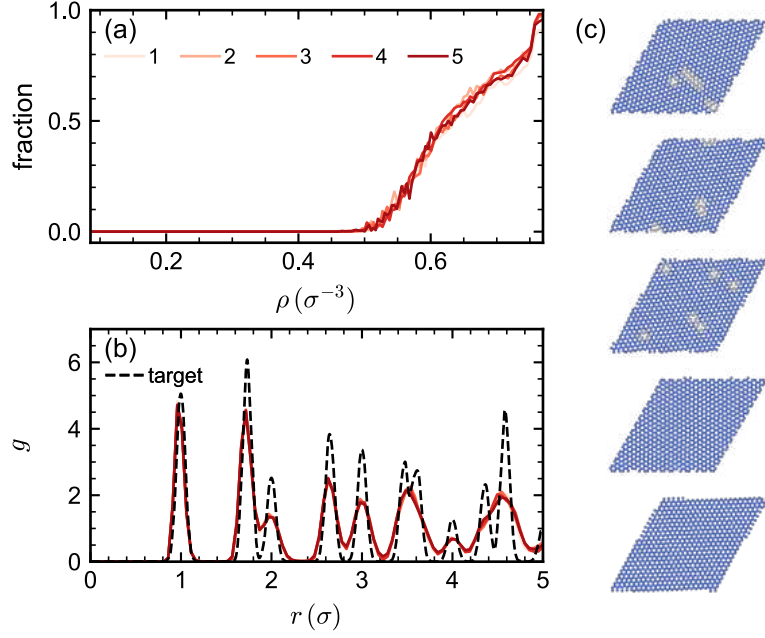 (a)
1 2 3 4 5
fraction
1.0
0.5
0.0
0.2 0.4 0.6
ρ (σ⁻³)
(b)
target
g
6
4
2
0
0 1 2 3 4 5
r (σ)
(c)